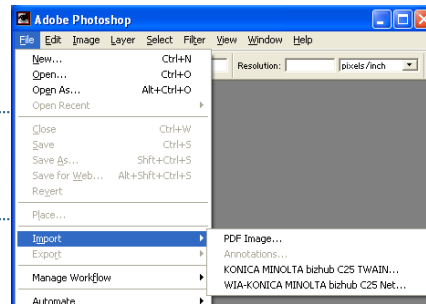 Adobe Photoshop
File Edit Image Layer Select Filter View Window Help
New... Ctrl+N
Resolution: pixels/inch
Open... Ctrl+O
Open As... Alt+Ctrl+O
Open Recent
Close Ctrl+W
Save Ctrl+S
Save As... Shft+Ctrl+S
Save for Web... Alt+Shft+Ctrl+S
Revert
Place...
Import
PDF Image...
Export
Annotations...
KONICA MINOLTA bizhub C25 TWAIN...
Manage Workflow
WIA-KONICA MINOLTA bizhub C25 Net...
Automate